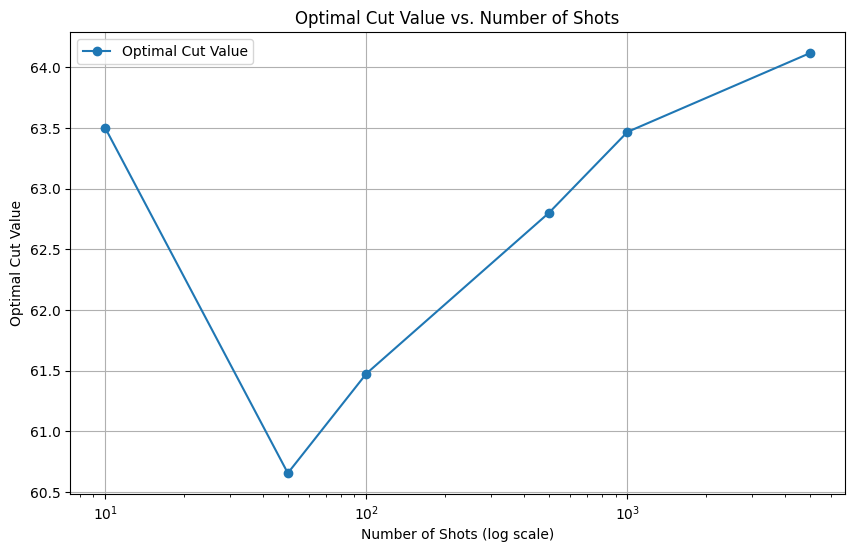 Optimal Cut Value vs. Number of Shots
Optimal Cut Value
64.0
63.5
63.0
62.5
62.0
61.5
61.0
60.5
Optimal Cut Value
10¹
10²
10³
Number of Shots (log scale)